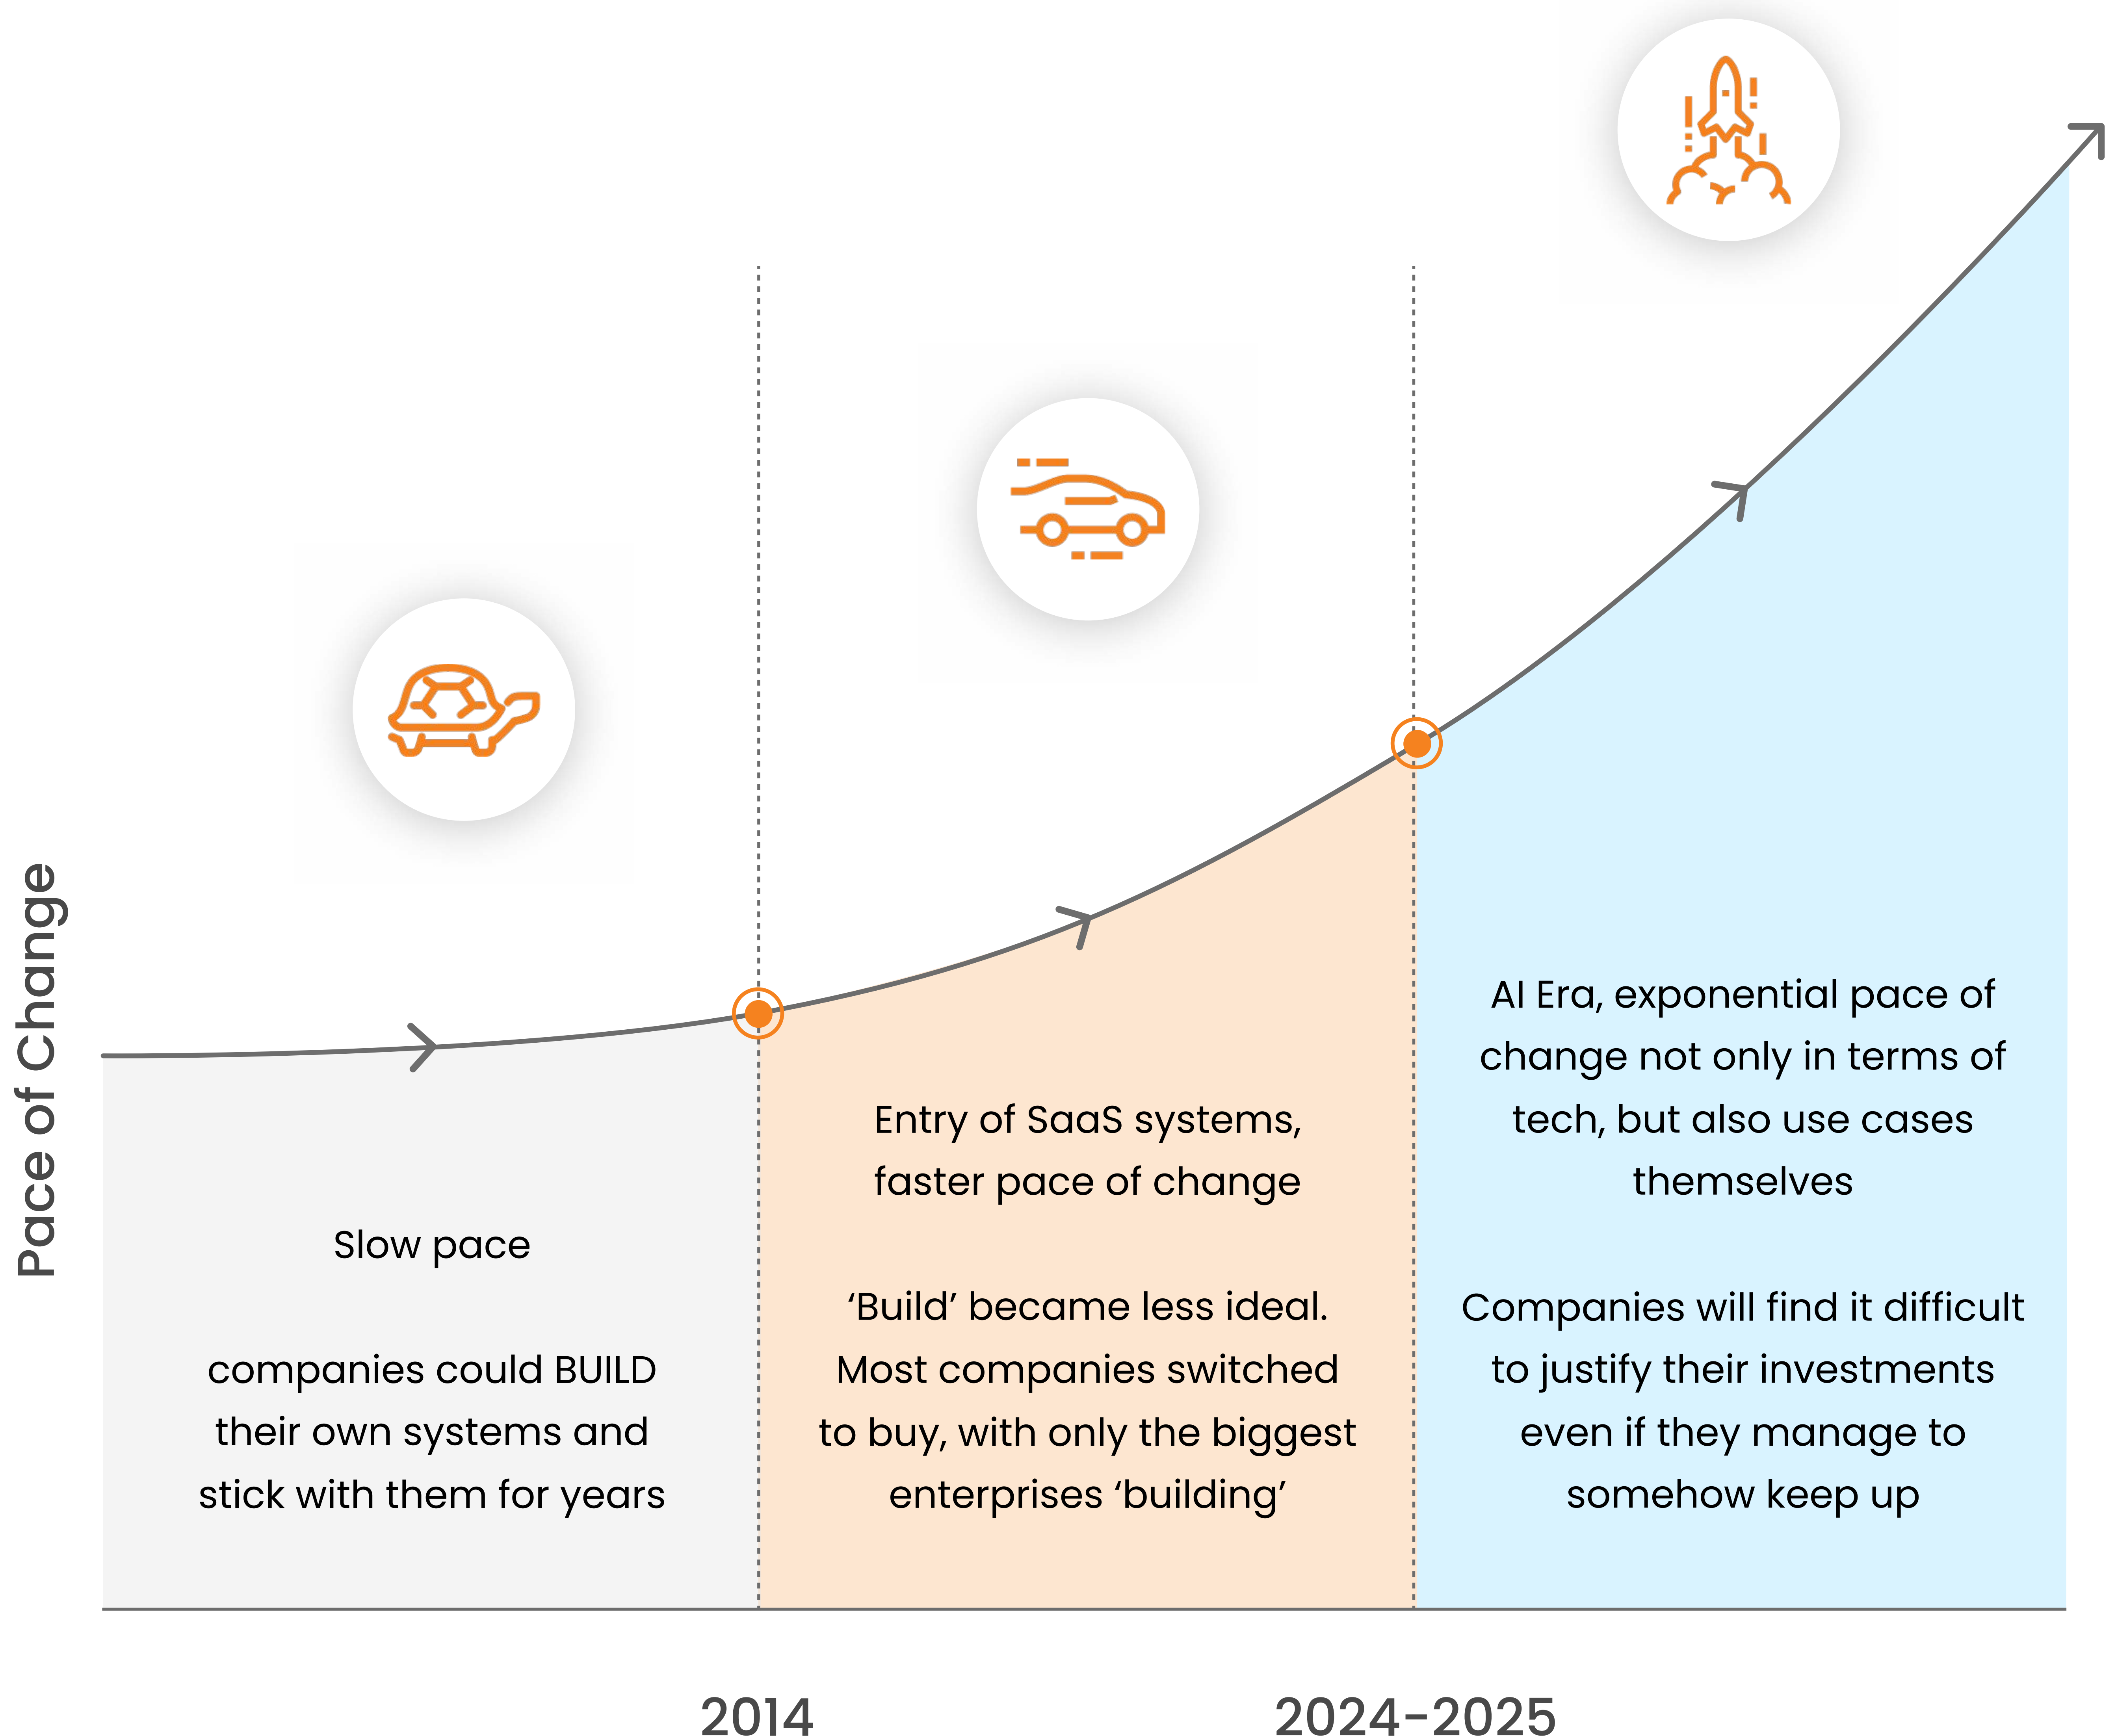 Pace of Change
Slow pace
companies could BUILD
their own systems and
stick with them for years
Entry of SaaS systems,
faster pace of change
‘Build’ became less ideal.
Most companies switched
to buy, with only the biggest
enterprises ‘building’
AI Era, exponential pace of
change not only in terms of
tech, but also use cases
themselves
Companies will find it difficult
to justify their investments
even if they manage to
somehow keep up
2014
2024-2025